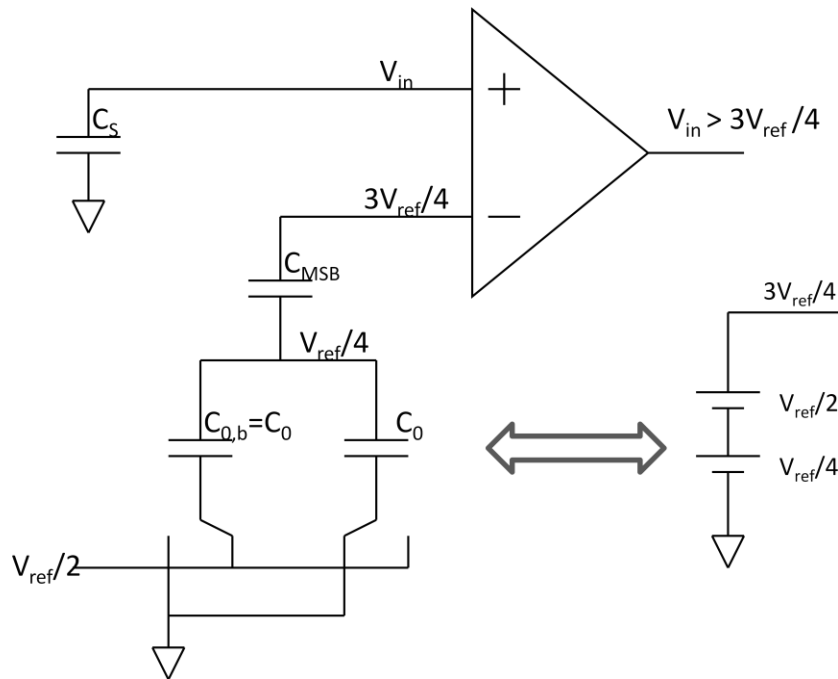 V_in
C_S
V_in > 3V_ref /4
3V_ref/4
C_MSB
3V_ref/4
V_ref/4
V_ref/2
C_0,b=C_0
C_0
V_ref/4
V_ref/2